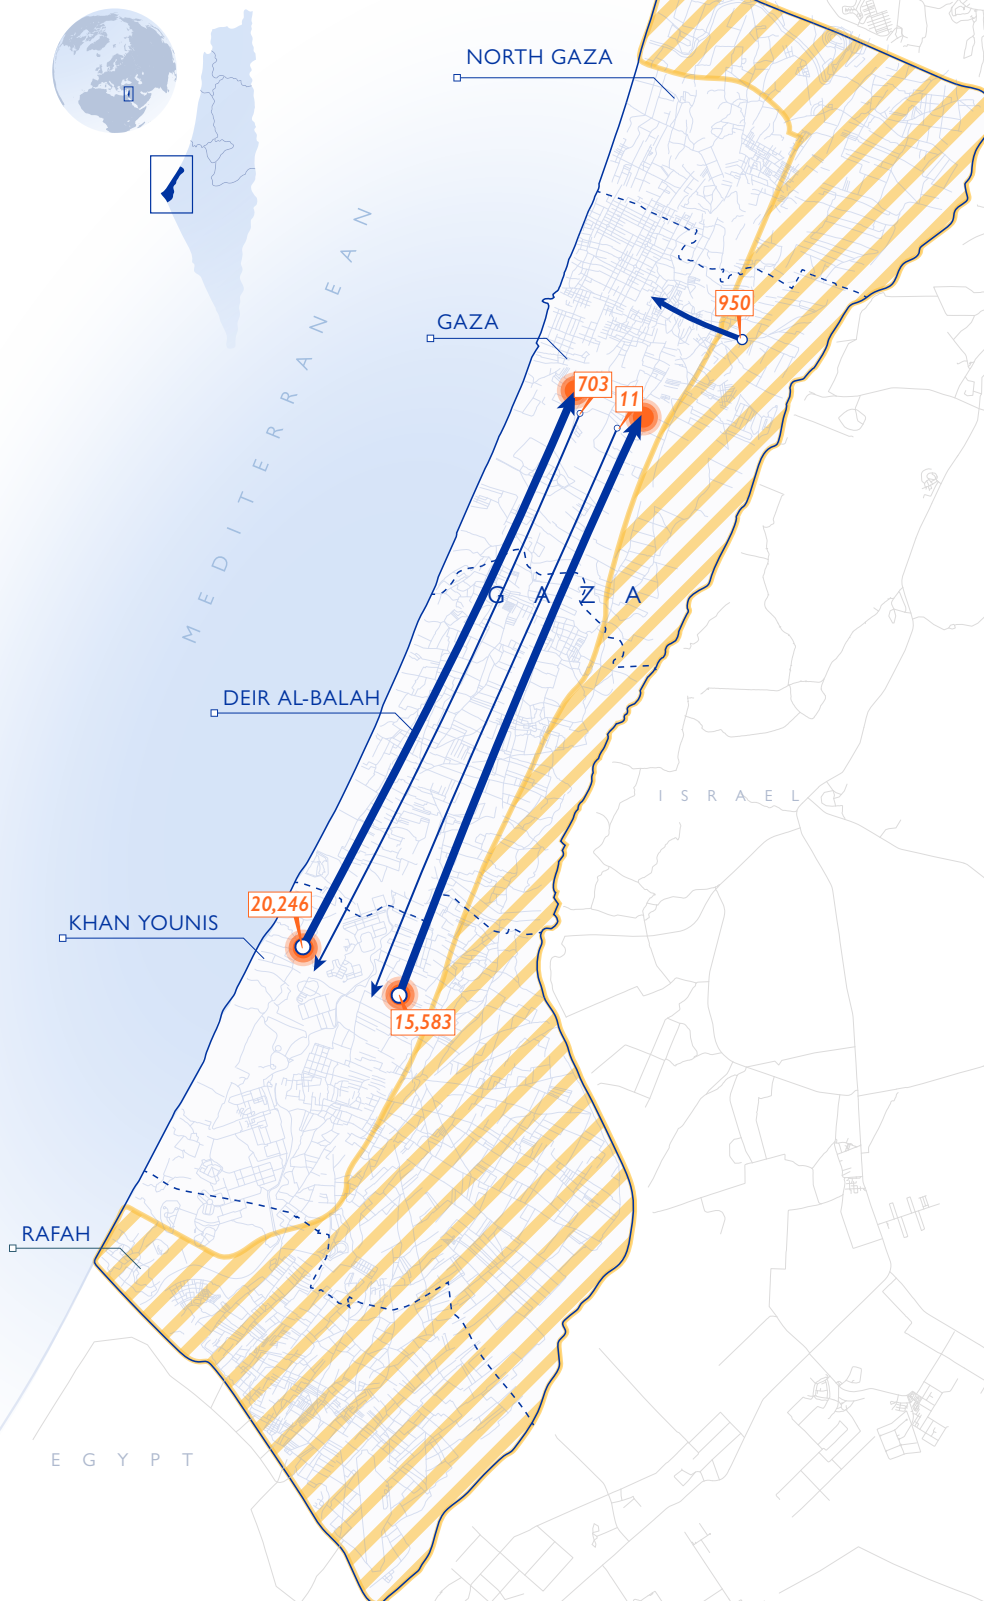 NORTH GAZA
950
GAZA
703
11
MEDITERRANEAN
GAZA
DEIR AL-BALAH
ISRAEL
20,246
KHAN YOUNIS
15,583
RAFAH
EGYPT